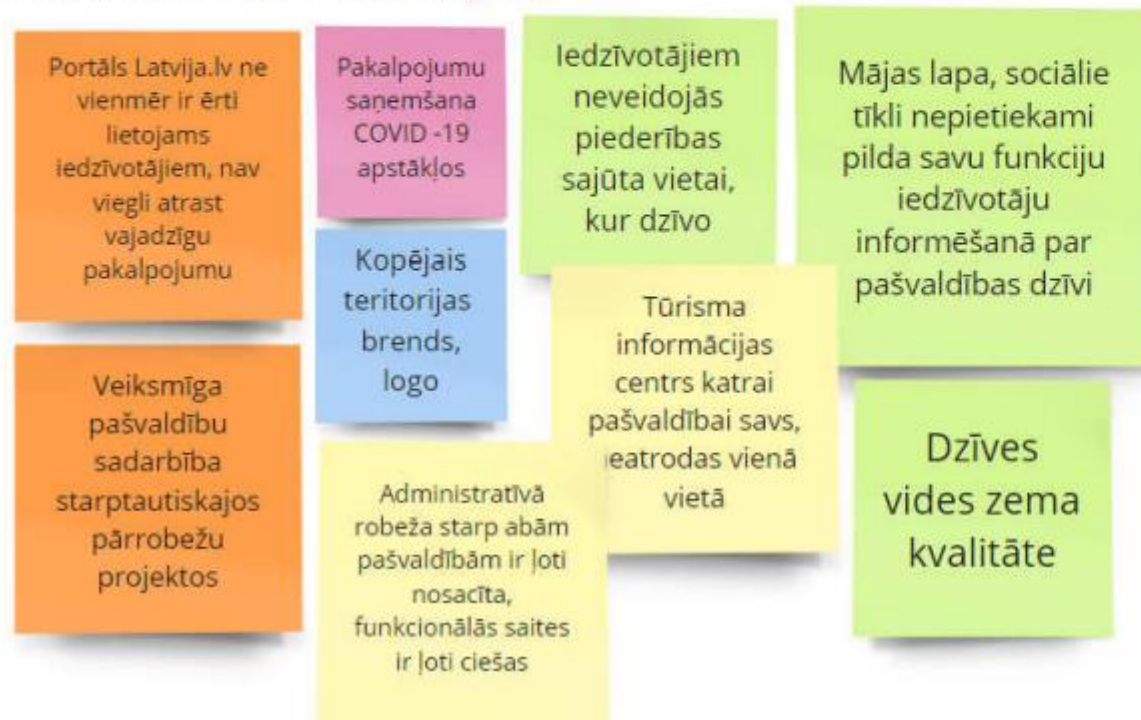 Portāls Latvija.lv ne
vienmēr ir ērti
lietojams
iedzīvotājiem, nav
viegli atrast
vajadzīgu
pakalpojumu
Pakalpojumu
saņemšana
COVID -19
apstākļos
Iedzīvotājiem
neveidojās
piederības
sajūta vietai,
kur dzīvo
Mājas lapa, sociālie
tīkli nepietiekami
pilda savu funkciju
iedzīvotāju
informēšanā par
pašvaldības dzīvi
Kopējais
teritorijas
brends,
logo
Tūrisma
informācijas
centrs katrai
pašvaldībai savs,
eatrodas vienā
vietā
Veiksmīga
pašvaldību
sadarbība
starptautiskajos
pārrobežu
projektos
Administratīvā
robeža starp abām
pašvaldībām ir ļoti
nosacīta,
funkcionālās saites
ir ļoti ciešas
Dzīves
vides zema
kvalitāte